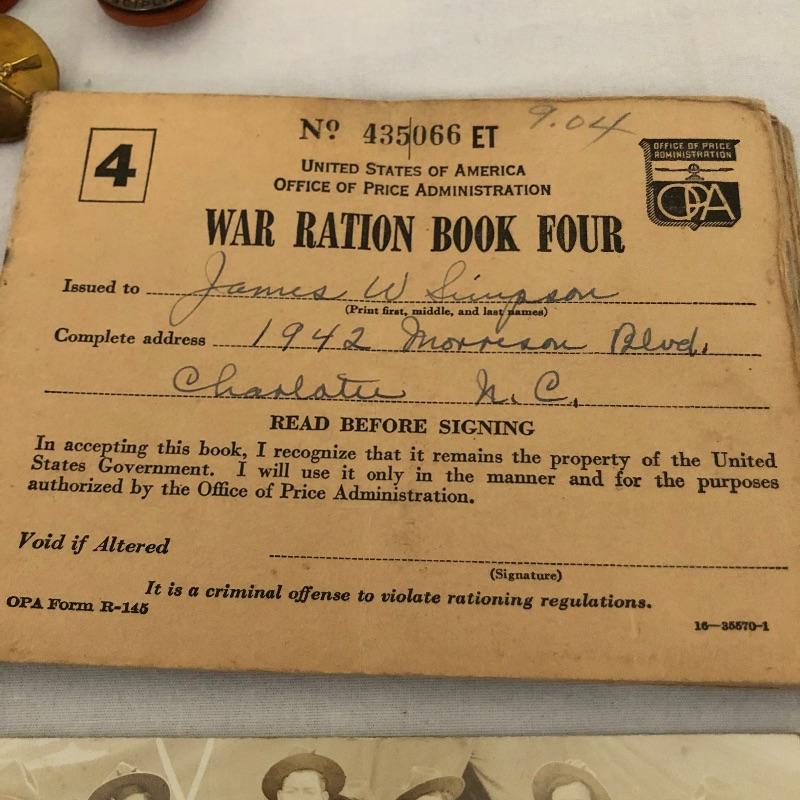 4
Nº 435066 ET
9.04
UNITED STATES OF AMERICA
OFFICE OF PRICE ADMINISTRATION
OFFICE OF PRICE
ADMINISTRATION
OPA
WAR RATION BOOK FOUR
Issued to James W Simpson
(Print first, middle, and last names)
Complete address 1942 Morrison Blvd.
Charlotte N.C.
READ BEFORE SIGNING
In accepting this book, I recognize that it remains the property of the United
States Government. I will use it only in the manner and for the purposes
authorized by the Office of Price Administration.
Void if Altered
(Signature)
It is a criminal offense to violate rationing regulations.
OPA Form R-145
16—35570-1